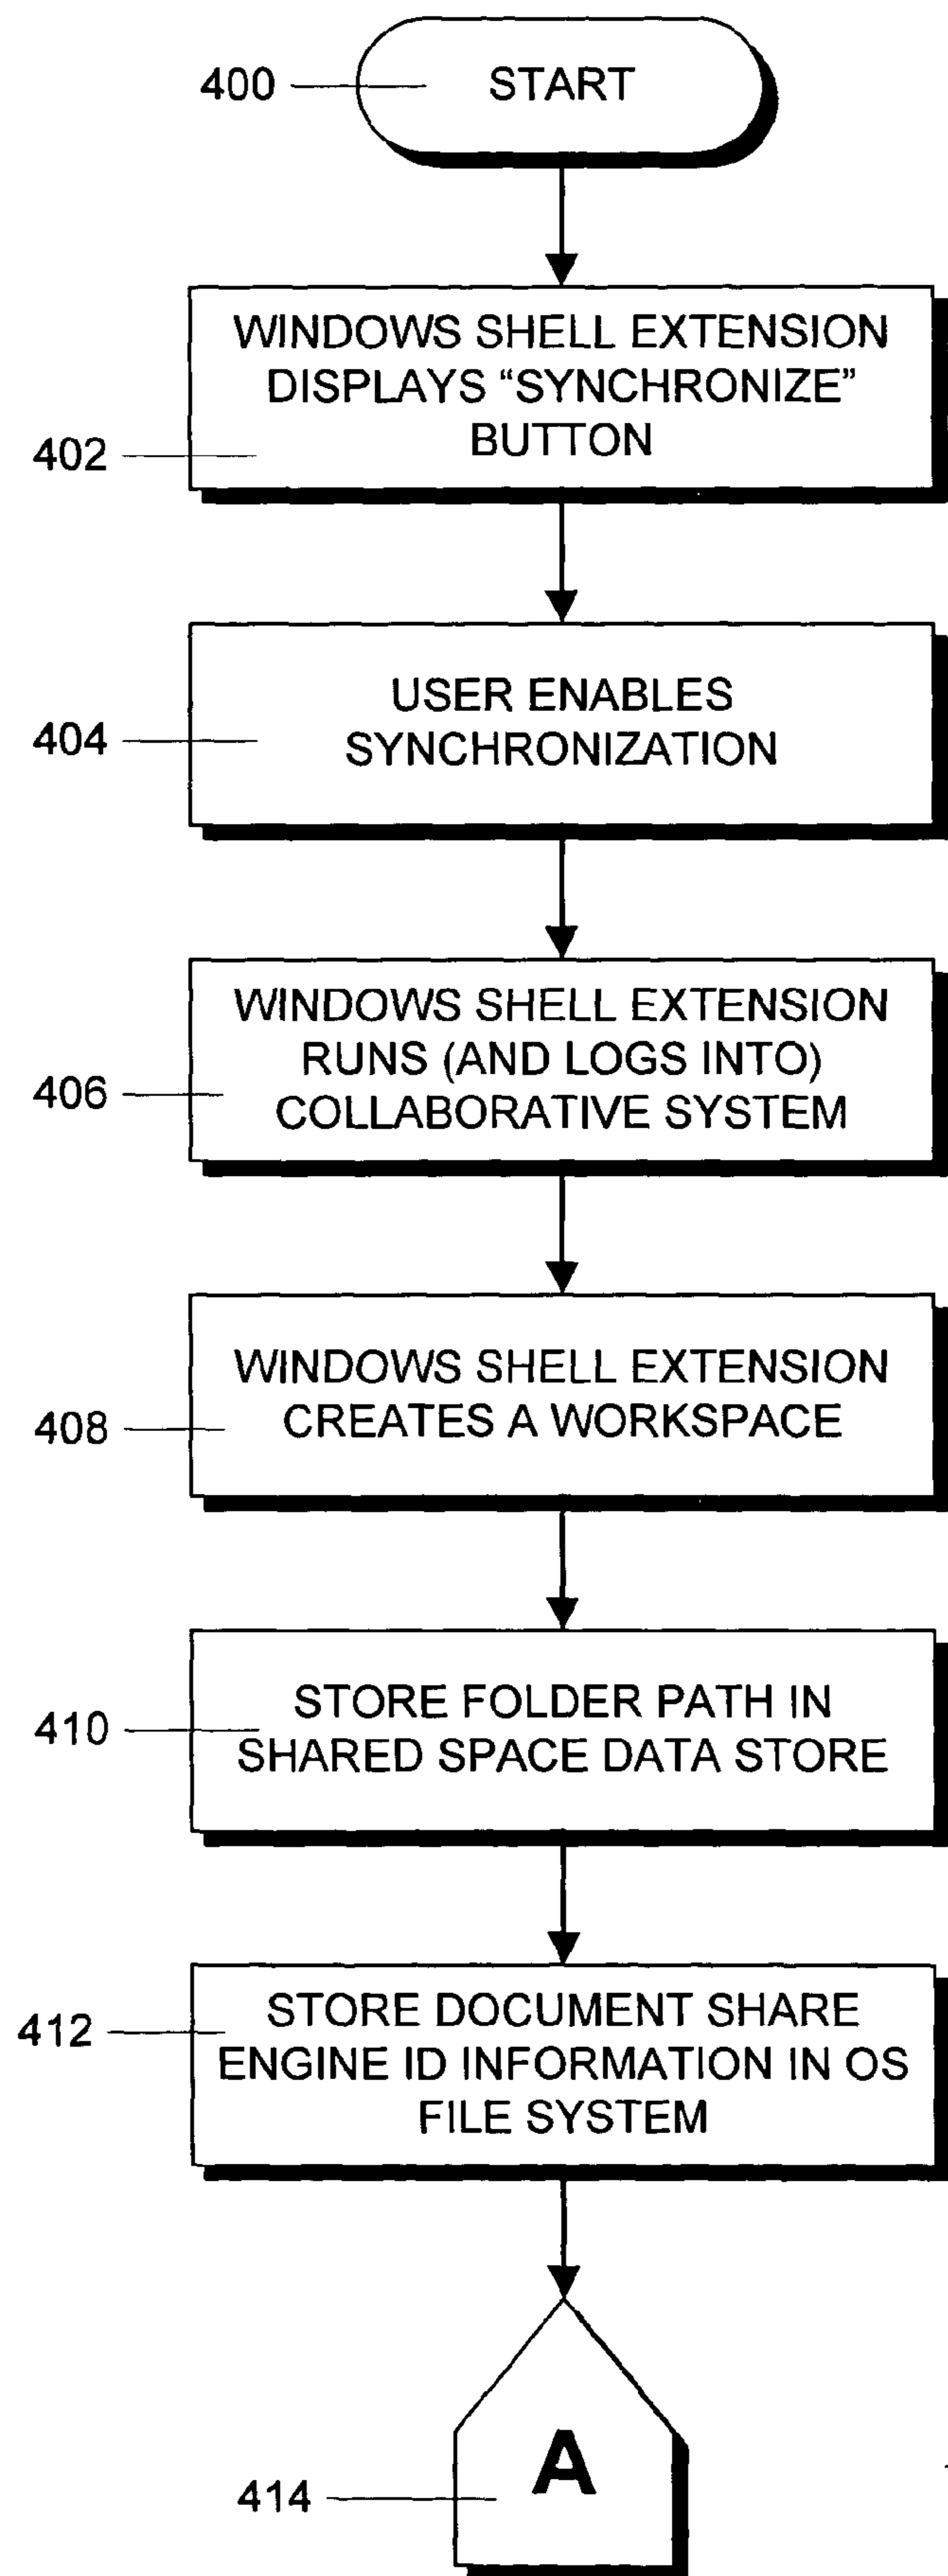 400
START
WINDOWS SHELL EXTENSION
DISPLAYS “SYNCHRONIZE”
BUTTON
402
USER ENABLES
SYNCHRONIZATION
404
WINDOWS SHELL EXTENSION
RUNS (AND LOGS INTO)
COLLABORATIVE SYSTEM
406
WINDOWS SHELL EXTENSION
CREATES A WORKSPACE
408
STORE FOLDER PATH IN
SHARED SPACE DATA STORE
410
STORE DOCUMENT SHARE
ENGINE ID INFORMATION IN OS
FILE SYSTEM
412
A
414